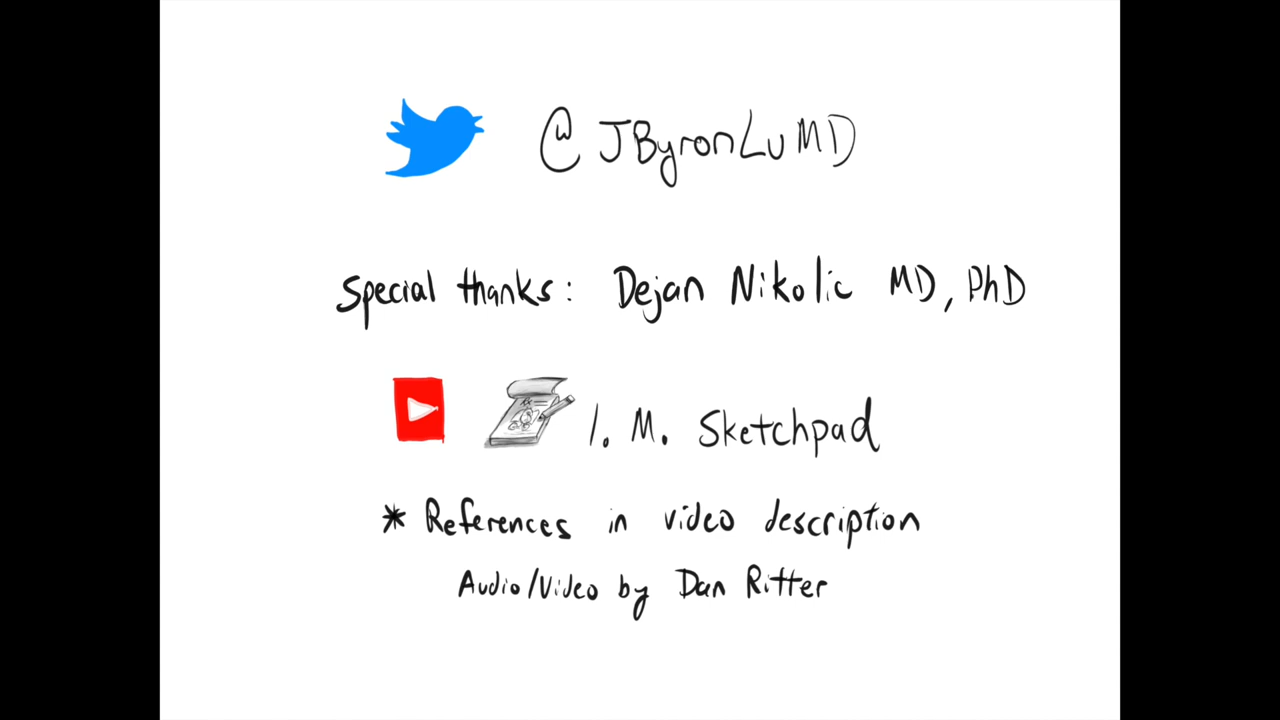 @JByronLuMD
Special thanks: Dejan Nikolic MD, PhD
I. M. Sketchpad
* References in video description
Audio/Video by Dan Ritter